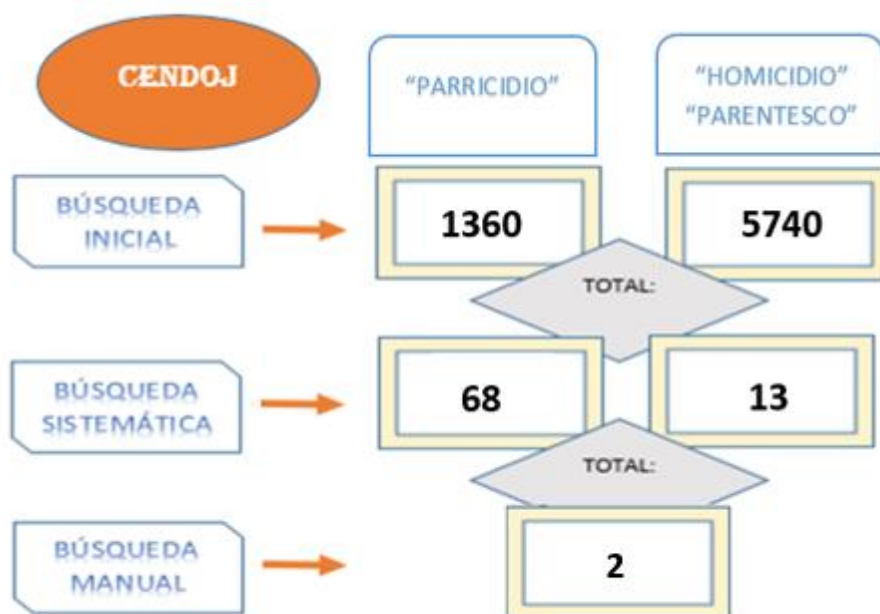 CENDOJ
“PARRICIDIO”
“HOMICIDIO”
“PARENTESCO”
BÚSQUEDA
INICIAL
1360
5740
TOTAL:
BÚSQUEDA
SISTEMÁTICA
68
13
TOTAL:
BÚSQUEDA
MANUAL
2